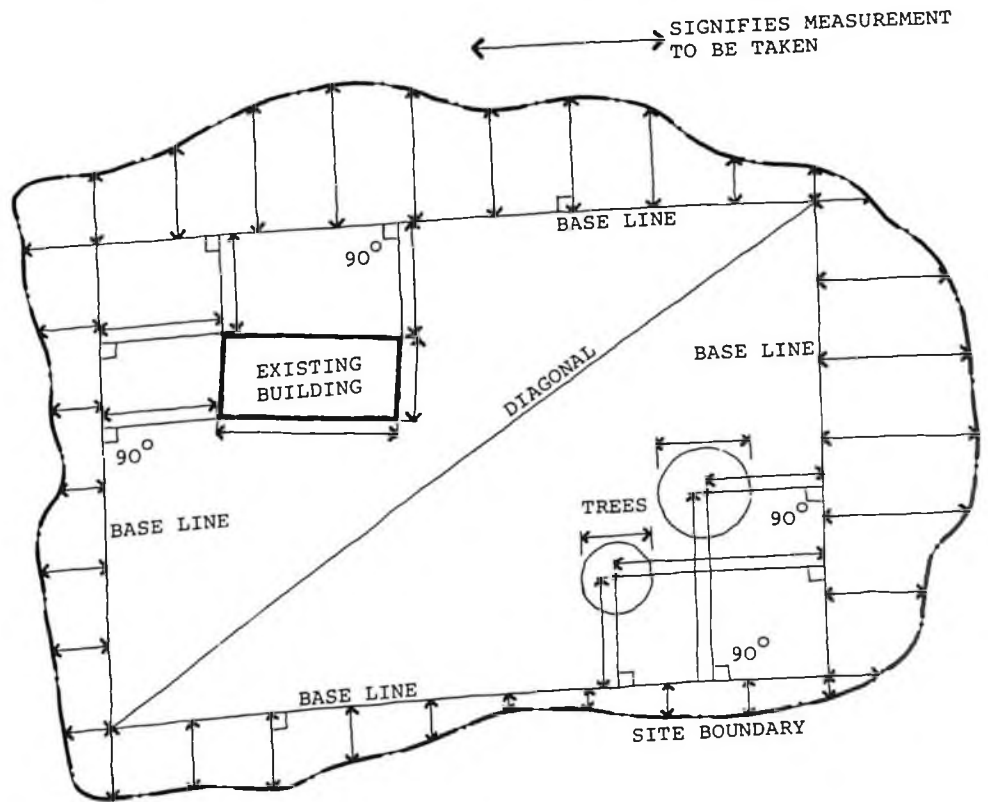 SIGNIFIES MEASUREMENT
TO BE TAKEN
BASE LINE
90°
BASE LINE
EXISTING
BUILDING
DIAGONAL
90°
TREES
90°
BASE LINE
90°
BASE LINE
SITE BOUNDARY